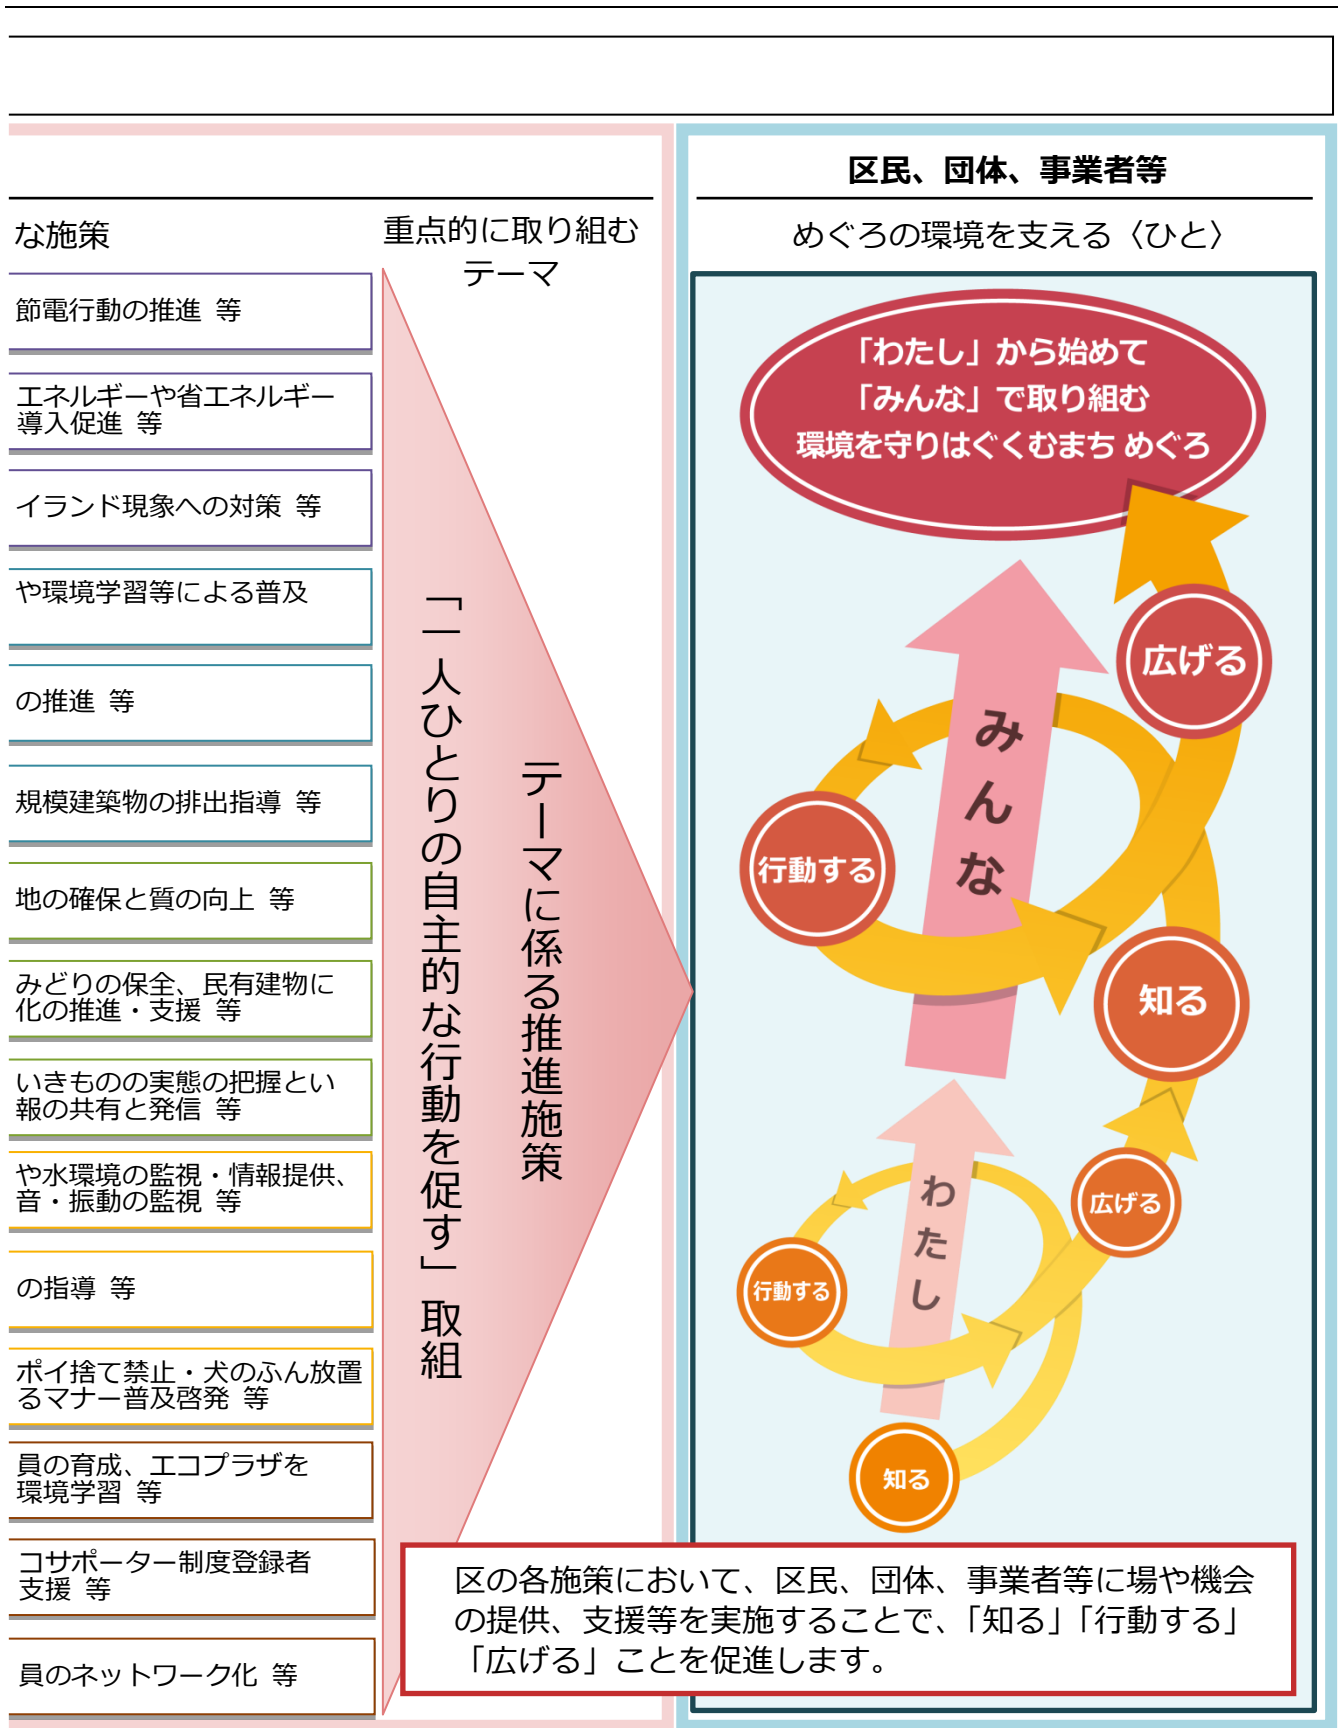 な施策
重点的に取り組む
テーマ
節電行動の推進 等
エネルギーや省エネルギー
導入促進 等
イランド現象への対策 等
や環境学習等による普及
の推進 等
規模建築物の排出指導 等
地の確保と質の向上 等
みどりの保全、民有建物に
化の推進・支援 等
いきものの実態の把握とい
報の共有と発信 等
や水環境の監視・情報提供、
音・振動の監視 等
の指導 等
ポイ捨て禁止・犬のふん放置
るマナー普及啓発 等
員の育成、エコプラザを
環境学習 等
コサポーター制度登録者
支援 等
員のネットワーク化 等
「一人ひとりの自主的な行動を促す」取組
テーマに係る推進施策
区民、団体、事業者等
めぐろの環境を支える〈ひと〉
「わたし」から始めて
「みんな」で取り組む
環境を守りはぐくむまち めぐろ
広げる
みんな
行動する
知る
広げる
わたし
行動する
知る
区の各施策において、区民、団体、事業者等に場や機会
の提供、支援等を実施することで、「知る」「行動する」
「広げる」ことを促進します。